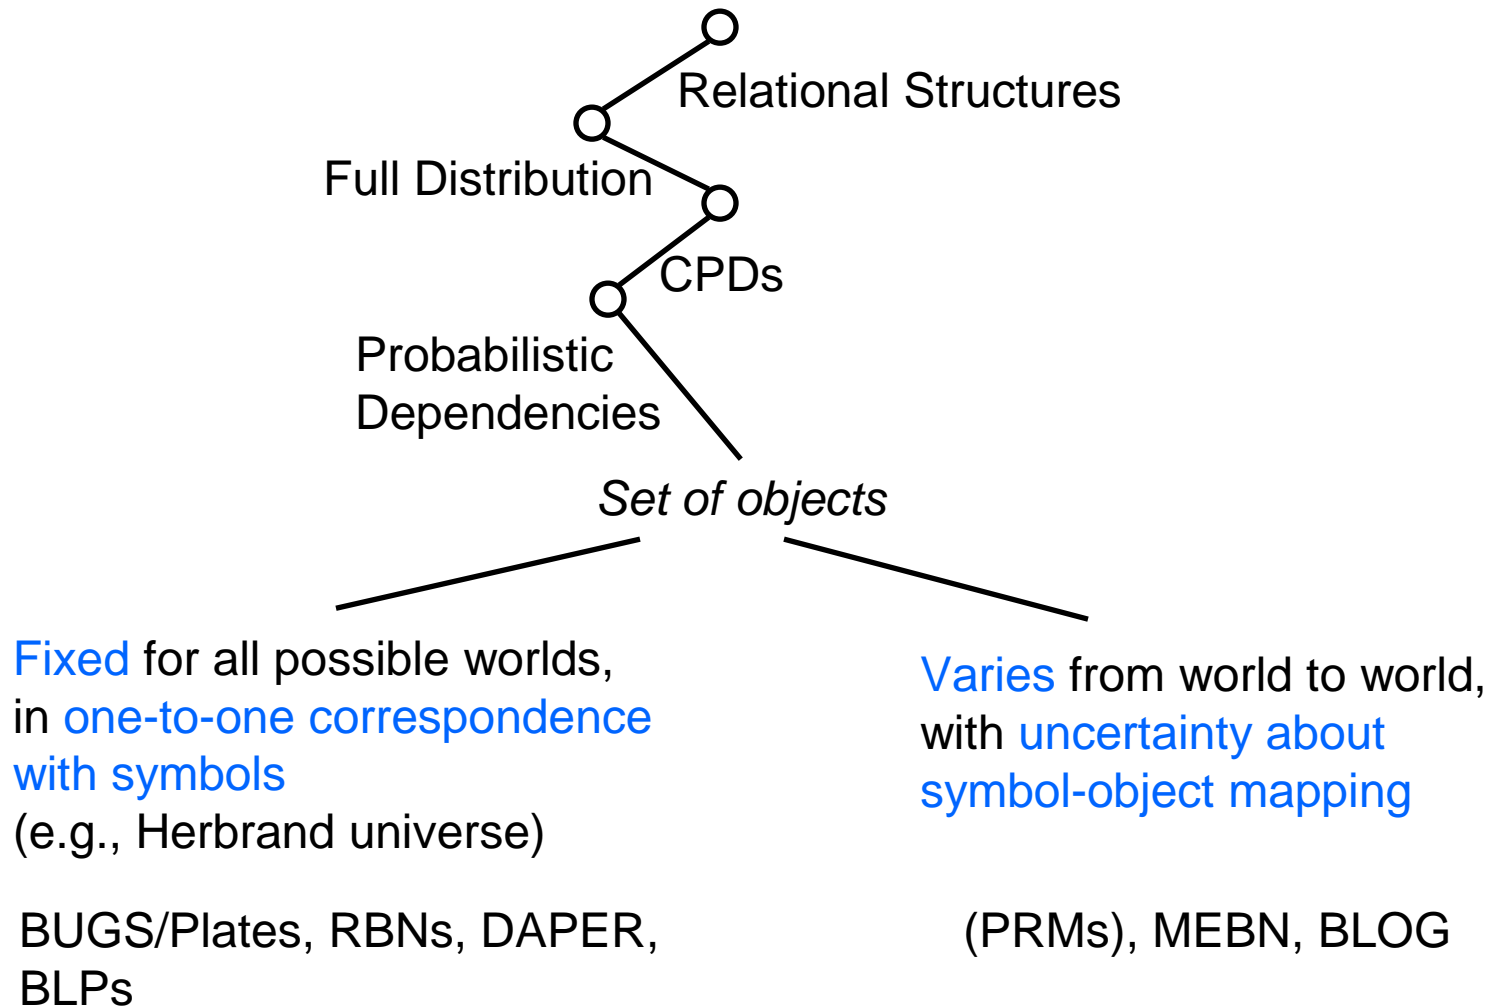 Relational Structures
Full Distribution
CPDs
Probabilistic
Dependencies
Set of objects
Fixed for all possible worlds,
in one-to-one correspondence
with symbols
(e.g., Herbrand universe)
BUGS/Plates, RBNs, DAPER,
BLPs
Varies from world to world,
with uncertainty about
symbol-object mapping
(PRMs), MEBN, BLOG